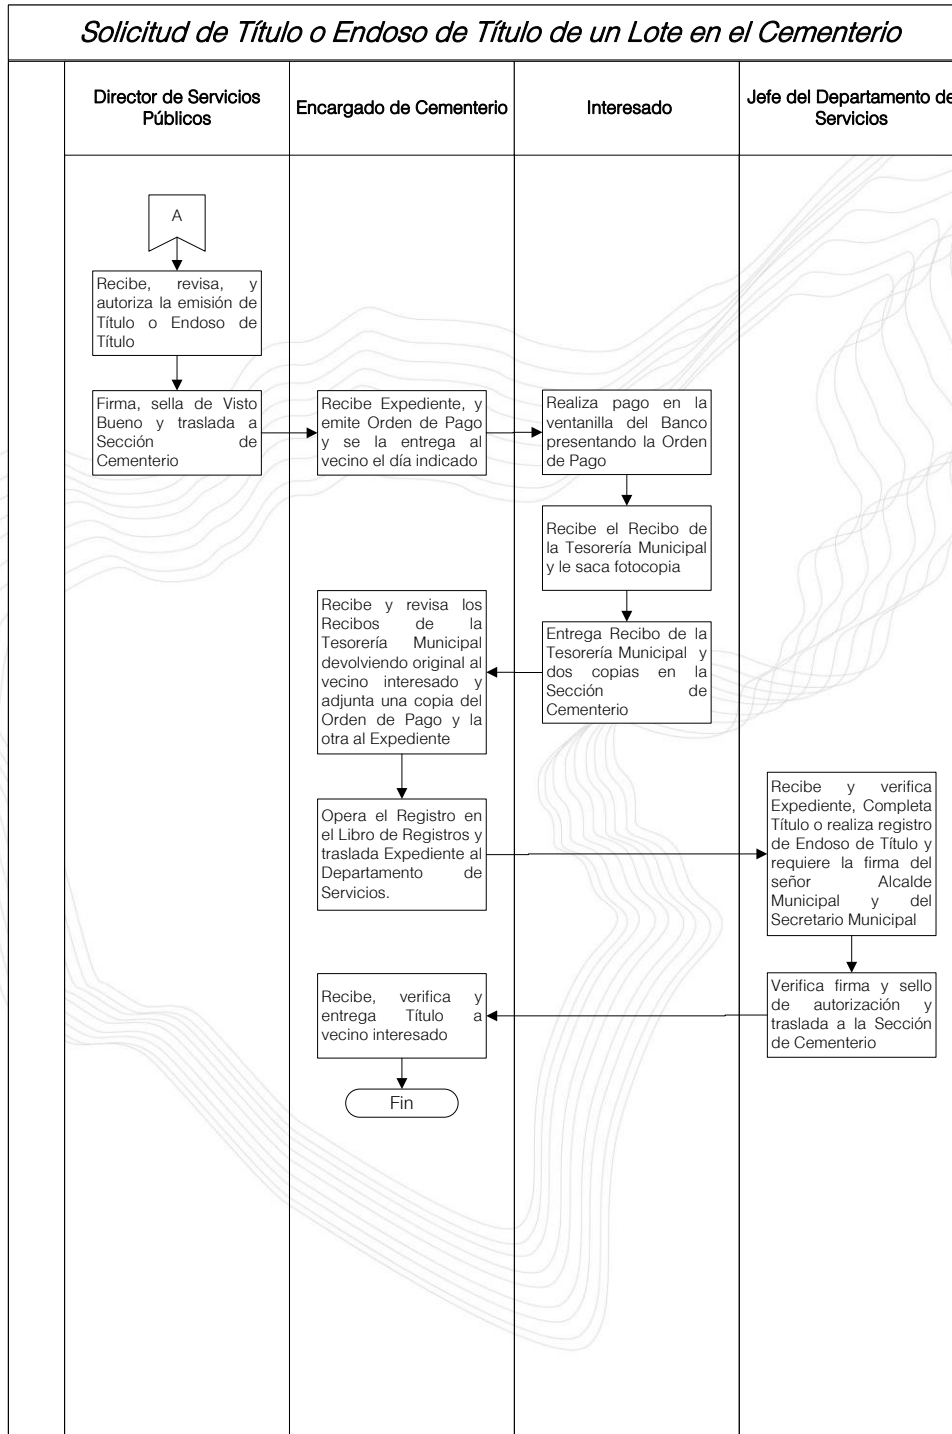 Solicitud de Título o Endoso de Título de un Lote en el Cementerio
Director de Servicios
Públicos
Encargado de Cementerio
Interesado
Jefe del Departamento de
Servicios
A
Recibe, revisa, y
autoriza la emisión de
Título o Endoso de
Título
Firma, sella de Visto
Bueno y traslada a
Sección de
Cementerio
Recibe Expediente, y
emite Orden de Pago
y se la entrega al
vecino el día indicado
Realiza pago en la
ventanilla del Banco
presentando la Orden
de Pago
Recibe el Recibo de
la Tesorería Municipal
y le saca fotocopia
Entrega Recibo de la
Tesorería Municipal y
dos copias en la
Sección de
Cementerio
Recibe y revisa los
Recibos de la
Tesorería Municipal
devolviendo original al
vecino interesado y
adjunta una copia del
Orden de Pago y la
otra al Expediente
Opera el Registro en
el Libro de Registros y
traslada Expediente al
Departamento de
Servicios.
Recibe y verifica
Expediente, Completa
Título o realiza registro
de Endoso de Título y
requiere la firma del
señor Alcalde
Municipal y del
Secretario Municipal
Verifica firma y sello
de autorización y
traslada a la Sección
de Cementerio
Recibe, verifica y
entrega Título a
vecino interesado
Fin